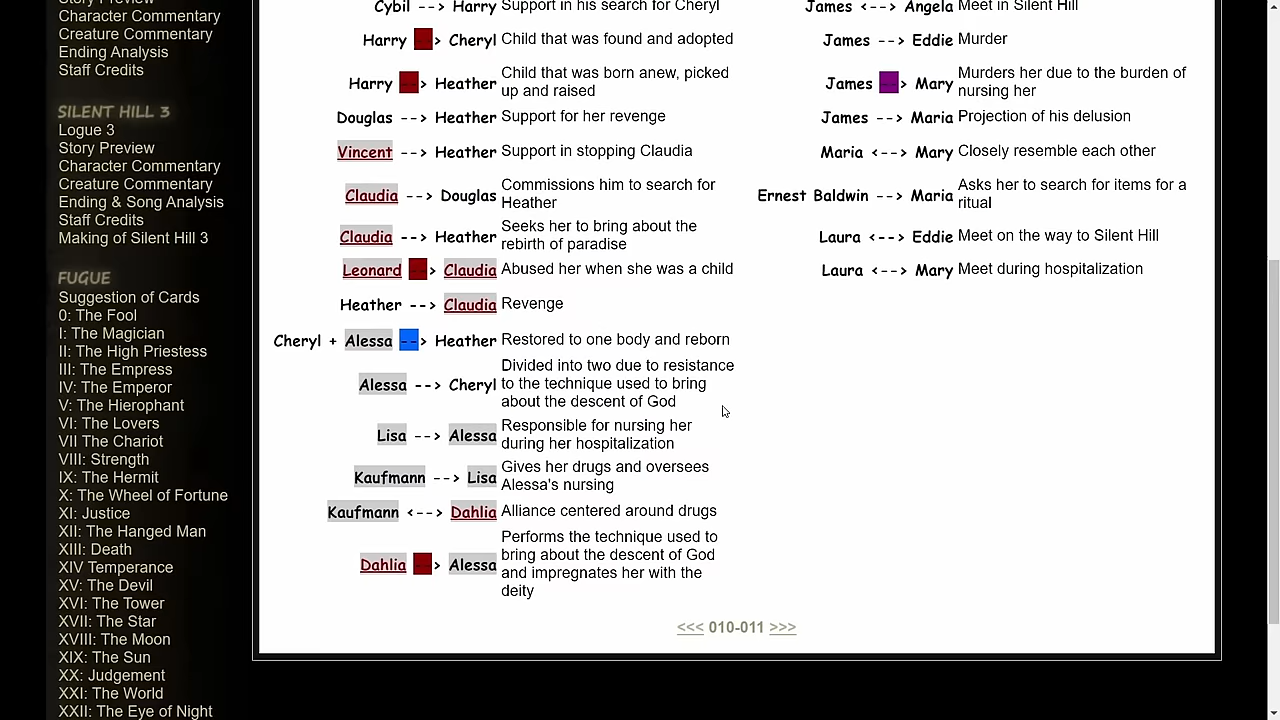 Story Preview
Character Commentary
Creature Commentary
Ending Analysis
Staff Credits
SILENT HILL 3
Logue 3
Story Preview
Character Commentary
Creature Commentary
Ending & Song Analysis
Staff Credits
Making of Silent Hill 3
FUGUE
Suggestion of Cards
0: The Fool
I: The Magician
II: The High Priestess
III: The Empress
IV: The Emperor
V: The Hierophant
VI: The Lovers
VII The Chariot
VIII: Strength
IX: The Hermit
X: The Wheel of Fortune
XI: Justice
XII: The Hanged Man
XIII: Death
XIV Temperance
XV: The Devil
XVI: The Tower
XVII: The Star
XVIII: The Moon
XIX: The Sun
XX: Judgement
XXI: The World
XXII: The Eye of Night
Cybil --> Harry Support in his search for Cheryl
Harry --> Cheryl Child that was found and adopted
Harry --> Heather Child that was born anew, picked
up and raised
Douglas --> Heather Support for her revenge
Vincent --> Heather Support in stopping Claudia
Claudia --> Douglas Commissions him to search for
Heather
Claudia --> Heather Seeks her to bring about the
rebirth of paradise
Leonard --> Claudia Abused her when she was a child
Heather --> Claudia Revenge
Cheryl + Alessa --> Heather Restored to one body and reborn
Alessa --> Cheryl Divided into two due to resistance
to the technique used to bring
about the descent of God
Lisa --> Alessa Responsible for nursing her
during her hospitalization
Kaufmann --> Lisa Gives her drugs and oversees
Alessa's nursing
Kaufmann <--> Dahlia Alliance centered around drugs
Dahlia --> Alessa Performs the technique used to
bring about the descent of God
and impregnates her with the
deity
James <--> Angela Meet in Silent Hill
James --> Eddie Murder
James --> Mary Murders her due to the burden of
nursing her
James --> Maria Projection of his delusion
Maria <--> Mary Closely resemble each other
Ernest Baldwin --> Maria Asks her to search for items for a
ritual
Laura <--> Eddie Meet on the way to Silent Hill
Laura <--> Mary Meet during hospitalization
<<< 010-011 >>>